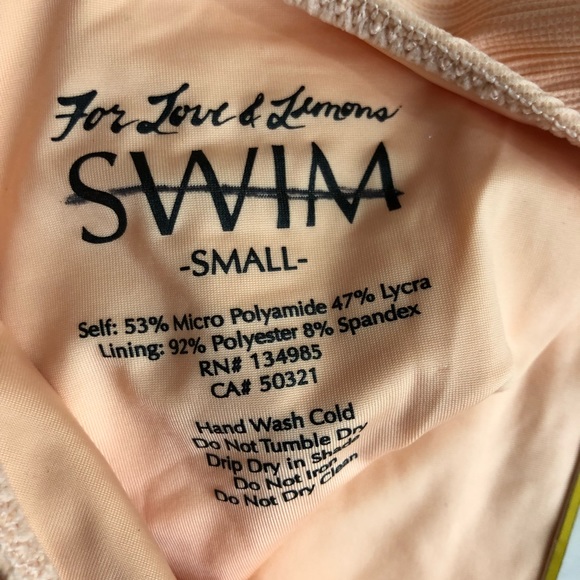 For Love & Lemons
SWIM
-SMALL-
Self: 53% Micro Polyamide 47% Lycra
Lining: 92% Polyester 8% Spandex
RN# 134985
CA# 50321
Hand Wash Cold
Do Not Tumble Dry
Drip Dry in Shade
Do Not Iron
Do Not Dry Clean